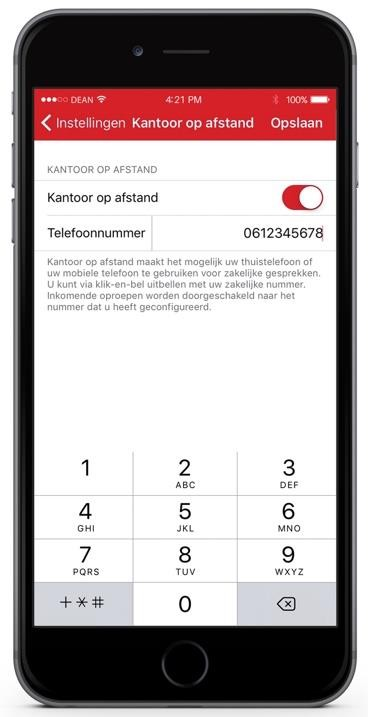 DEAN 4:21 PM 100%
Instellingen Kantoor op afstand Opslaan
KANTOOR OP AFSTAND
Kantoor op afstand
Telefoonnummer 0612345678
Kantoor op afstand maakt het mogelijk uw thuistelefoon of
uw mobiele telefoon te gebruiken voor zakelijke gesprekken.
U kunt via klik-en-bel uitbellen met uw zakelijke nummer.
Inkomende oproepen worden doorgeschakeld naar het
nummer dat u heeft geconfigureerd.
1 2 3
ABC DEF
4 5 6
GHI JKL MNO
7 8 9
PQRS TUV WXYZ
+*# 0